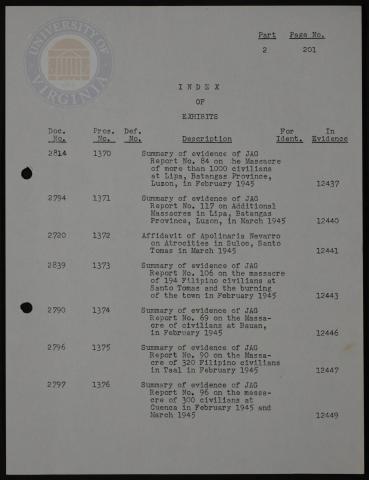 UNIVERSITY OF VIRGINIA
Part Page No.
2 201
I N D E X
OF
EXHIBITS
Doc. Pros. Def. For In
No. No. No. Description Ident. Evidence
2814 1370 Summary of evidence of JAG
Report No. 84 on he Massacre
of more than 1000 civilians
at Lipa, Batangas Province,
Luzon, in February 1945 12437
2794 1371 Summary of evidence of JAG
Report No. 117 on Additional
Massacres in Lipa, Batangas
Province, Luzon, in March 1945 12440
2720 1372 Affidavit of Apolinaria Navarro
on Atrocities in Suloc, Santo
Tomas in March 1945 12441
2839 1373 Summary of evidence of JAG
Report No. 106 on the massacre
of 194 Filipino civilians at
Santo Tomas and the burning
of the town in February 1945 12443
2790 1374 Summary of evidence of JAG
Report No. 69 on the Massa-
cre of civilians at Bauan,
in February 1945 12446
2796 1375 Summary of evidence of JAG
Report No. 90 on the Massa-
cre of 320 Filipino civilians
in Taal in February 1945 12447
2797 1376 Summary of evidence of JAG
Report No. 96 on the massa-
cre of 300 civilians at
Cuenca in February 1945 and
March 1945 12449